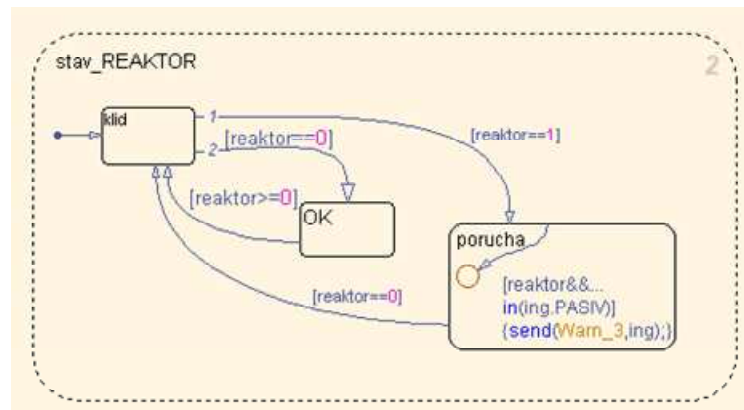 stav_REAKTOR
2
klid
1
[reaktor==1]
2
[reaktor==0]
[reaktor>=0]
OK
porucha
[reaktor==0]
[reaktor&&...
in(ing.PASIV)]
{send(Warn_3,ing);}